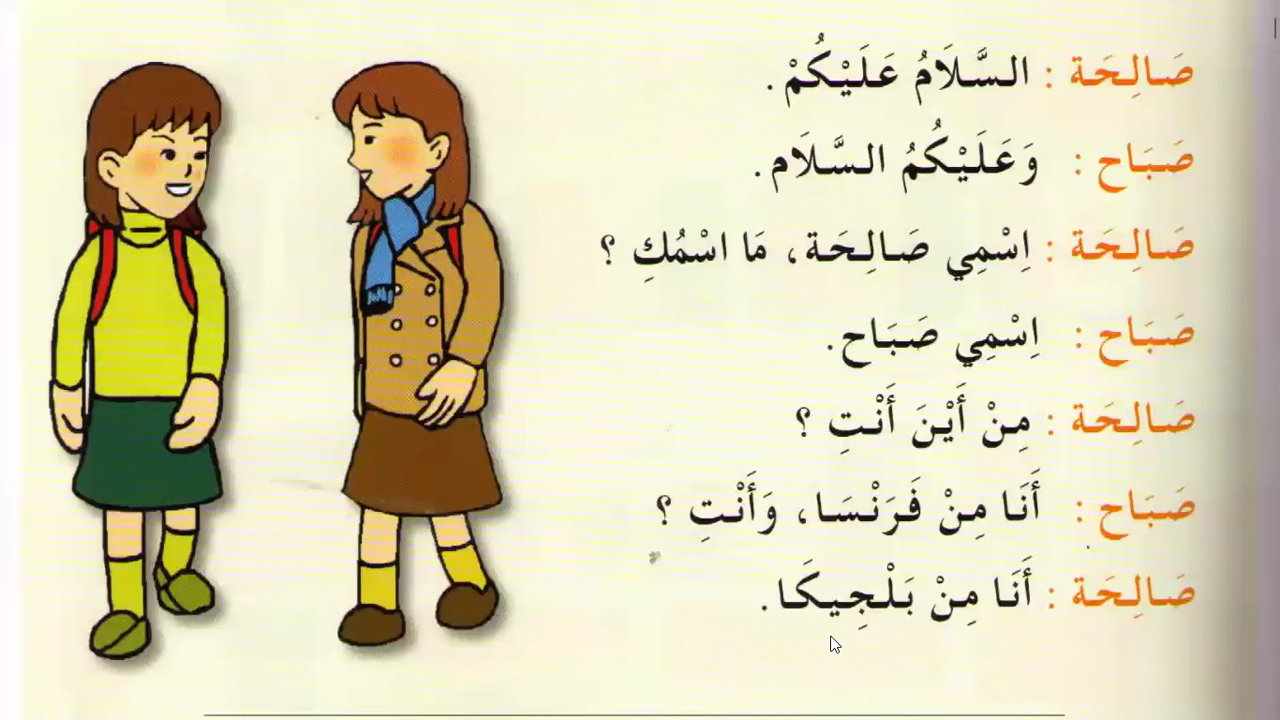 صَالِحَة : السَّلَامُ عَلَيْكُمْ.
صَبَاح : وَعَلَيْكُمُ السَّلَام.
صَالِحَة : اِسْمِي صَالِحَة، مَا اسْمُكِ ؟
صَبَاح : اِسْمِي صَبَاح.
صَالِحَة : مِنْ أَيْنَ أَنْتِ ؟
صَبَاح : أَنَا مِنْ فَرَنْسَا، وَأَنْتِ ؟
صَالِحَة : أَنَا مِنْ بَلْجِيكَا.